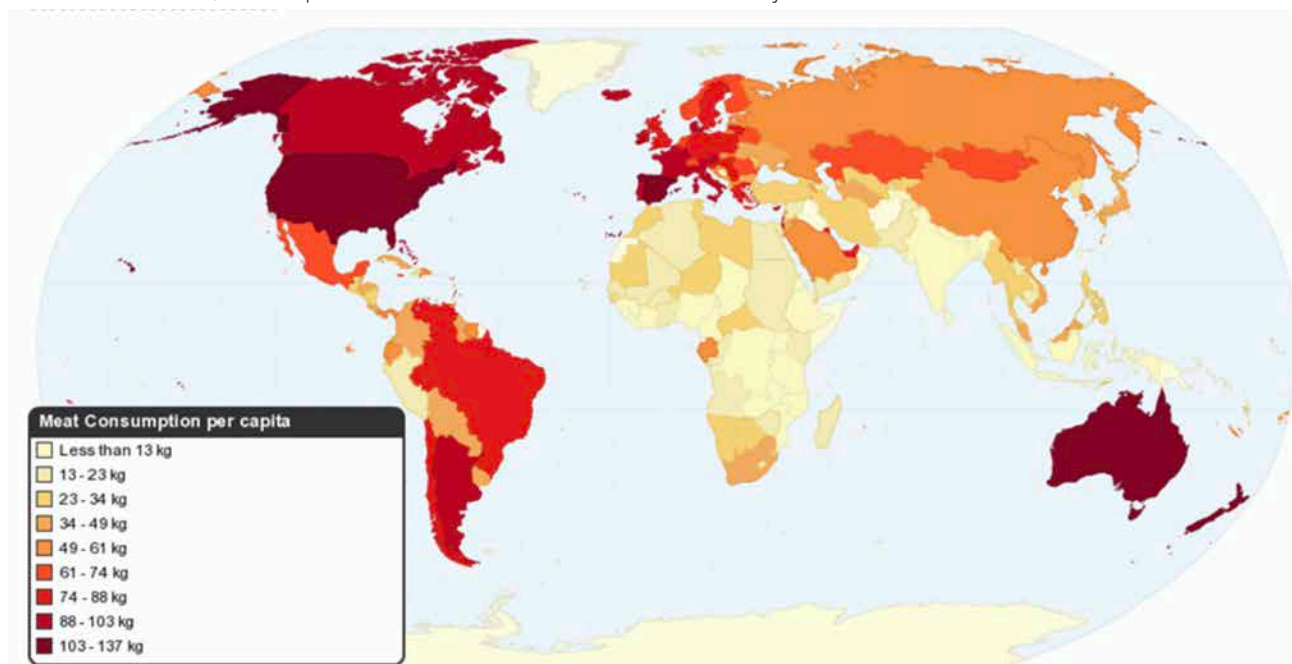 Meat Consumption per capita
Less than 13 kg
13 - 23 kg
23 - 34 kg
34 - 49 kg
49 - 61 kg
61 - 74 kg
74 - 88 kg
88 - 103 kg
103 - 137 kg